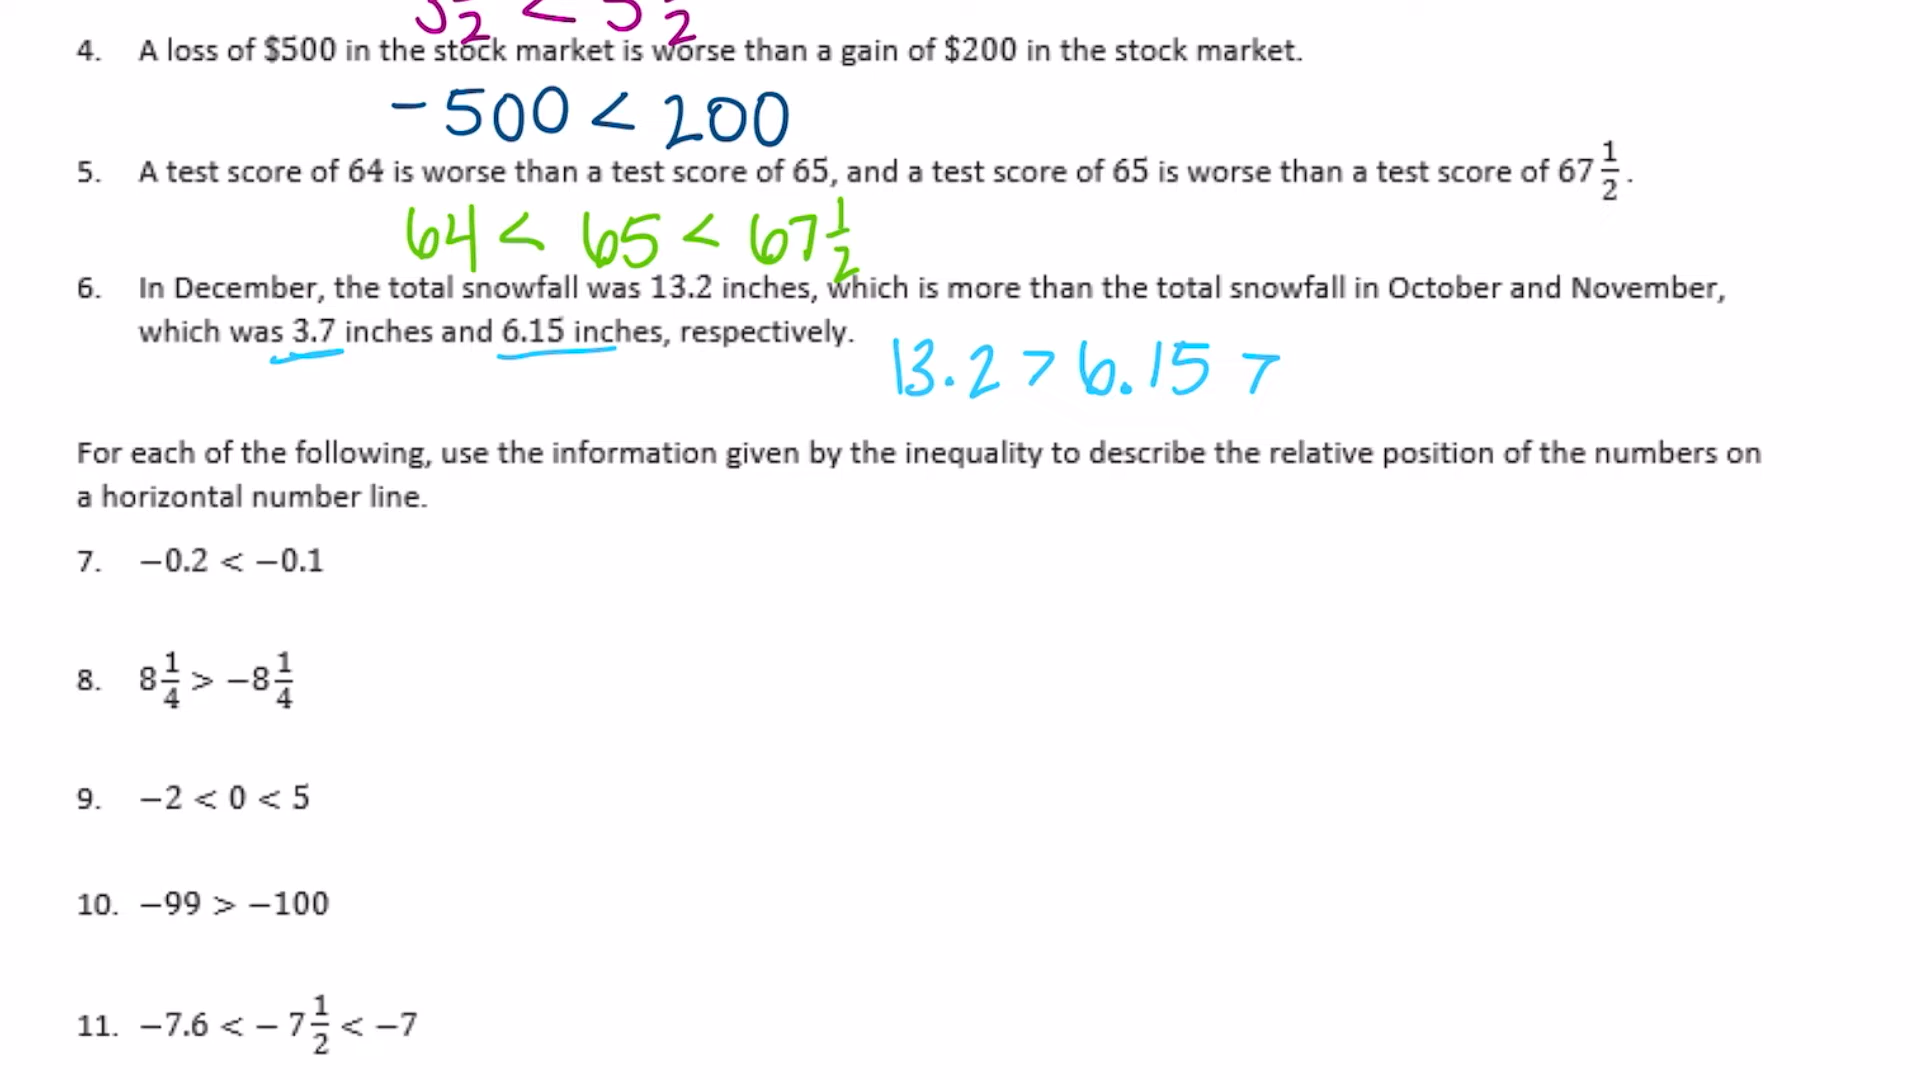 5 1/2 < 5 1/2
4. A loss of $500 in the stock market is worse than a gain of $200 in the stock market.
-500 < 200
5. A test score of 64 is worse than a test score of 65, and a test score of 65 is worse than a test score of 67 1/2.
64 < 65 < 67 1/2
6. In December, the total snowfall was 13.2 inches, which is more than the total snowfall in October and November,
which was 3.7 inches and 6.15 inches, respectively.
13.2 > 6.15 >
For each of the following, use the information given by the inequality to describe the relative position of the numbers on
a horizontal number line.
7. −0.2 < −0.1
8. 8 1/4 > −8 1/4
9. −2 < 0 < 5
10. −99 > −100
11. −7.6 < − 7 1/2 < −7